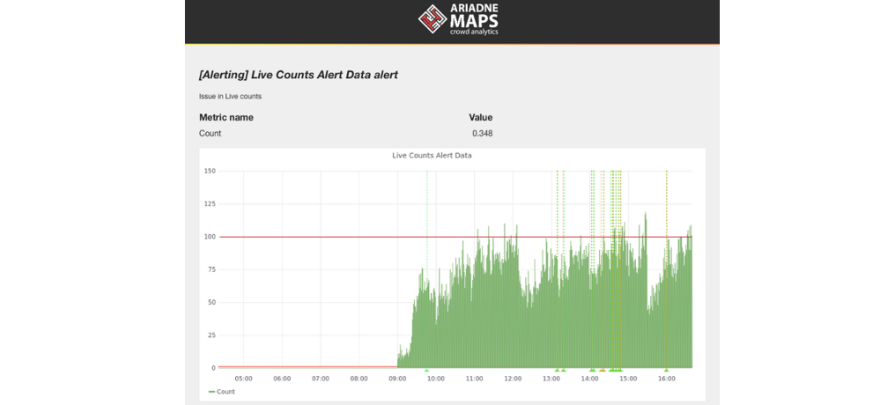 ARIADNE
MAPS
crowd analytics
[Alerting] Live Counts Alert Data alert
Issue in Live counts
Metric name Value
Count 0.348
Live Counts Alert Data
150
125
100
75
50
25
0
05:00 06:00 07:00 08:00 09:00 10:00 11:00 12:00 13:00 14:00 15:00 16:00
Count